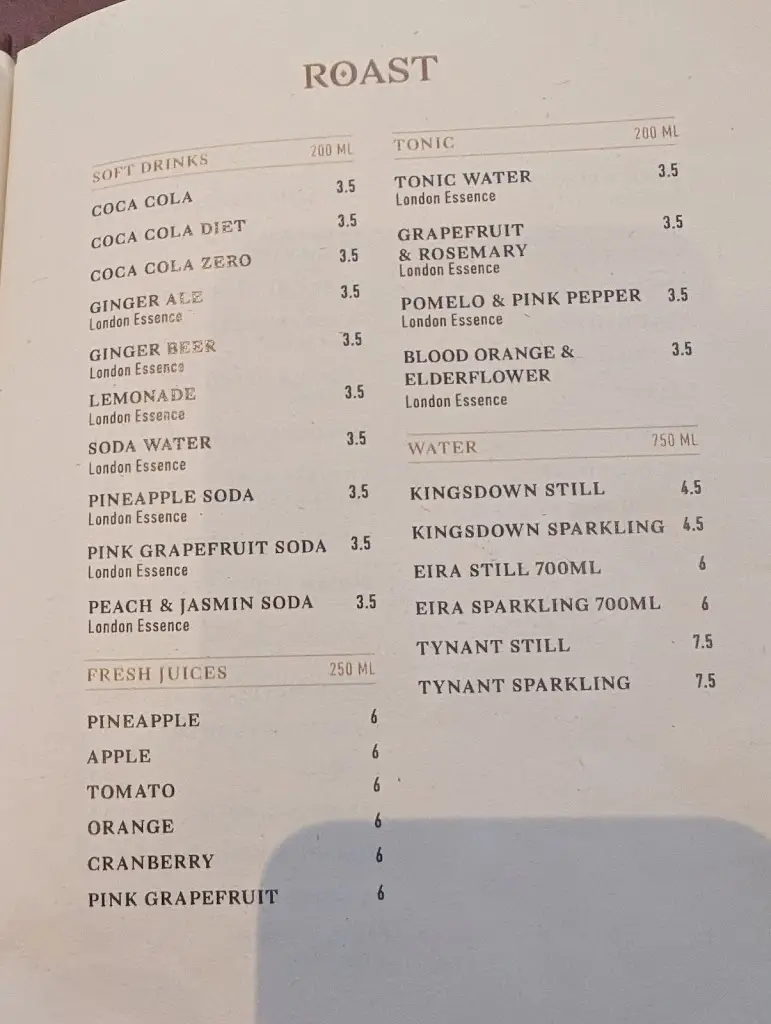 ROAST
SOFT DRINKS 200 ML
COCA COLA 3.5
COCA COLA DIET 3.5
COCA COLA ZERO 3.5
GINGER ALE 3.5
London Essence
GINGER BEER 3.5
London Essence
LEMONADE 3.5
London Essence
SODA WATER 3.5
London Essence
PINEAPPLE SODA 3.5
London Essence
PINK GRAPEFRUIT SODA 3.5
London Essence
PEACH & JASMIN SODA 3.5
London Essence
FRESH JUICES 250 ML
PINEAPPLE 6
APPLE 6
TOMATO 6
ORANGE 6
CRANBERRY 6
PINK GRAPEFRUIT 6
TONIC 200 ML
TONIC WATER 3.5
London Essence
GRAPEFRUIT 3.5
& ROSEMARY
London Essence
POMELO & PINK PEPPER 3.5
London Essence
BLOOD ORANGE & 3.5
ELDERFLOWER
London Essence
WATER 750 ML
KINGSDOWN STILL 4.5
KINGSDOWN SPARKLING 4.5
EIRA STILL 700ML 6
EIRA SPARKLING 700ML 6
TYNANT STILL 7.5
TYNANT SPARKLING 7.5